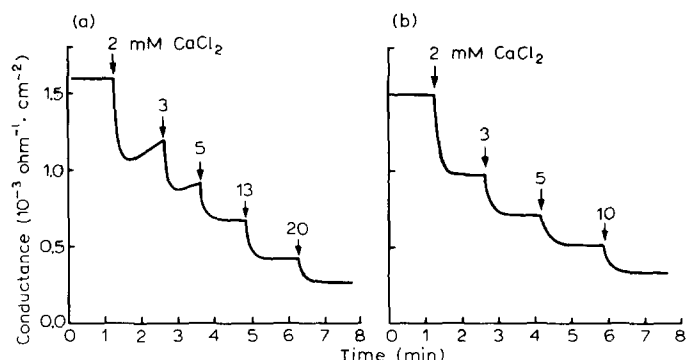 (a)
2 mM CaCl₂
3
5
13
20
Conductance (10⁻³ ohm⁻¹· cm⁻²)
1.5
1.0
0.5
0.0
0 1 2 3 4 5 6 7 8
(b)
2 mM CaCl₂
3
5
10
0 1 2 3 4 5 6 7 8
Time (min)